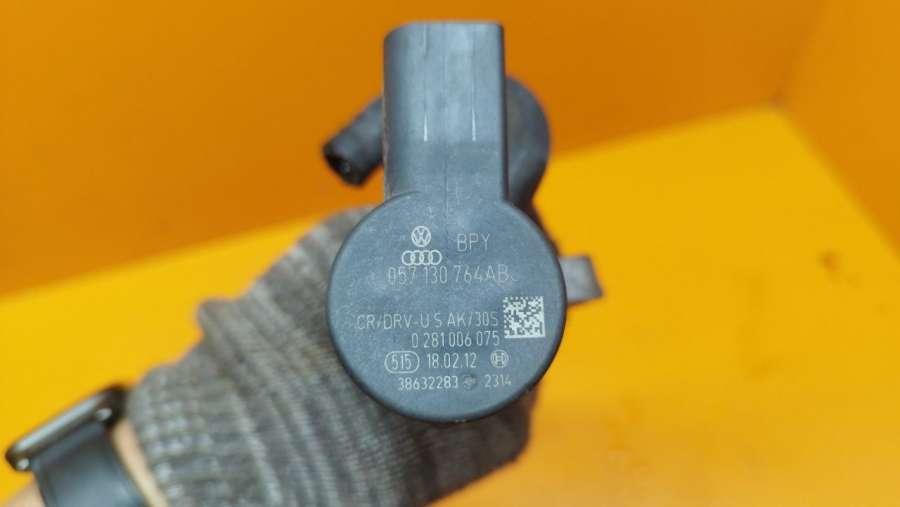 BPY
057 130 764AB
CR/DRV-U S AK/30S
0 281 006 075
515 18.02.12
38632283 2314